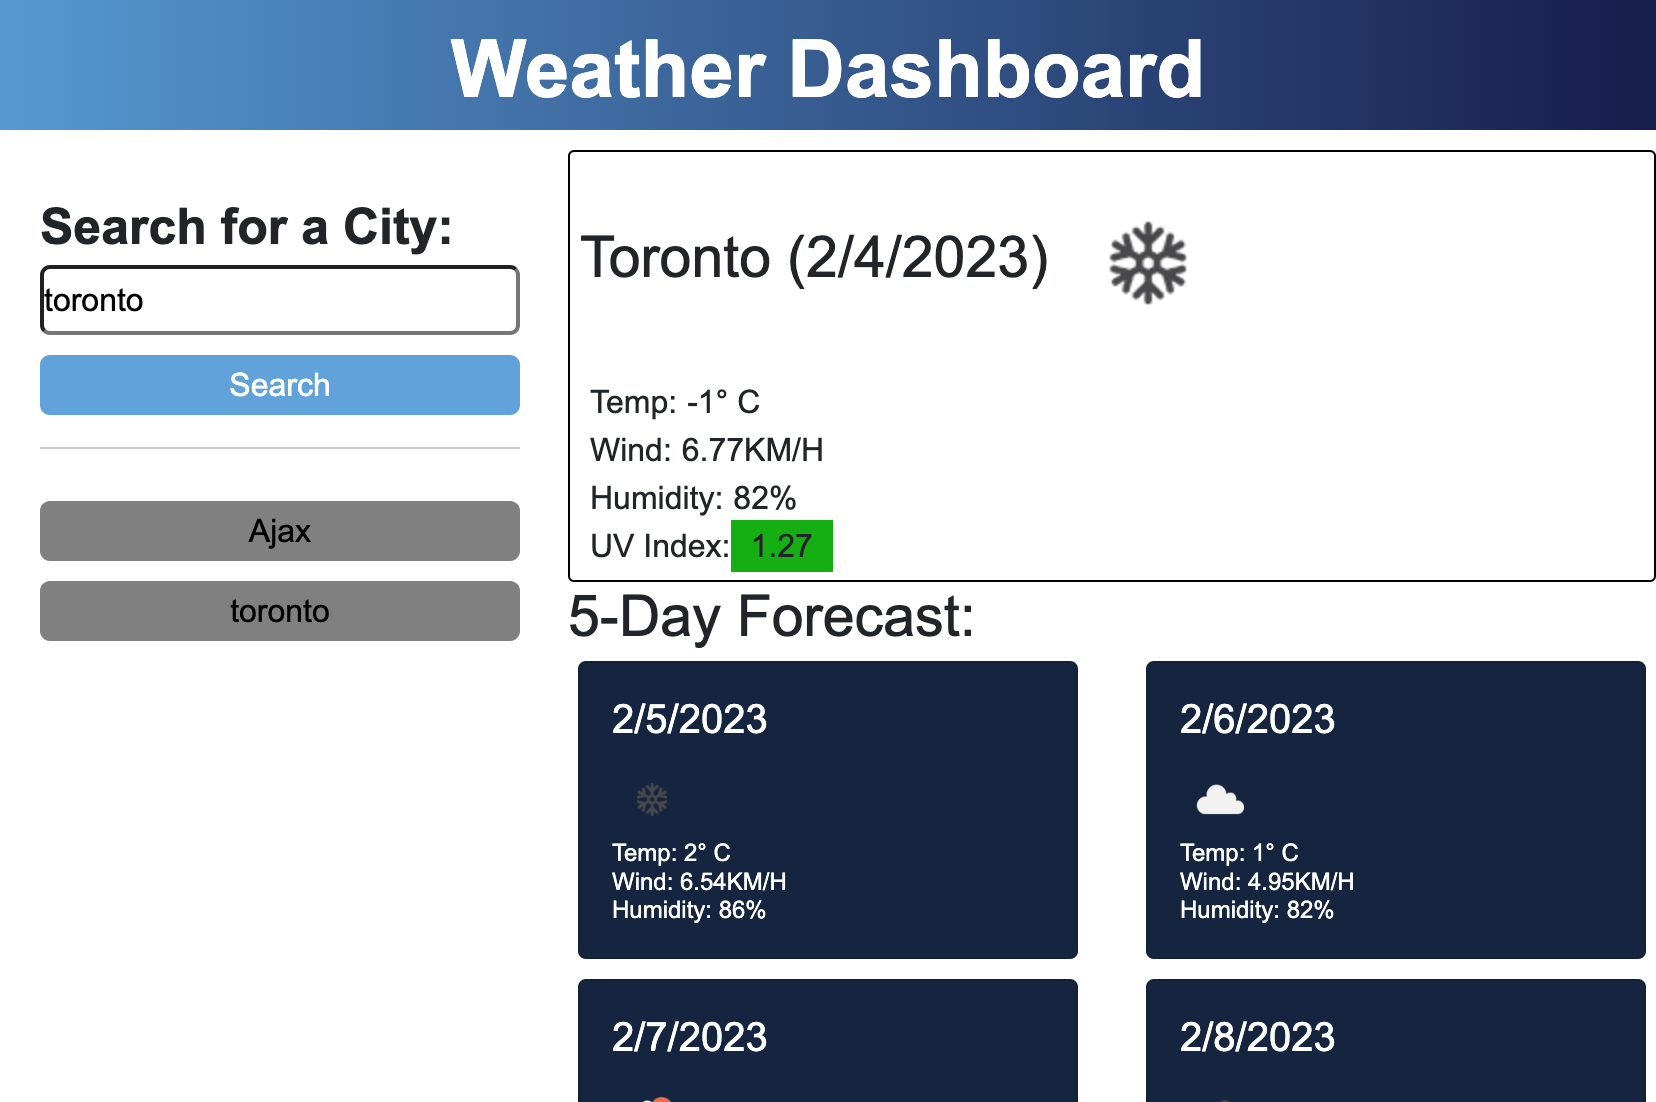 Weather Dashboard
Search for a City:
toronto
Search
Ajax
toronto
Toronto (2/4/2023)
Temp: -1° C
Wind: 6.77KM/H
Humidity: 82%
UV Index: 1.27
5-Day Forecast:
2/5/2023
Temp: 2° C
Wind: 6.54KM/H
Humidity: 86%
2/6/2023
Temp: 1° C
Wind: 4.95KM/H
Humidity: 82%
2/7/2023
2/8/2023